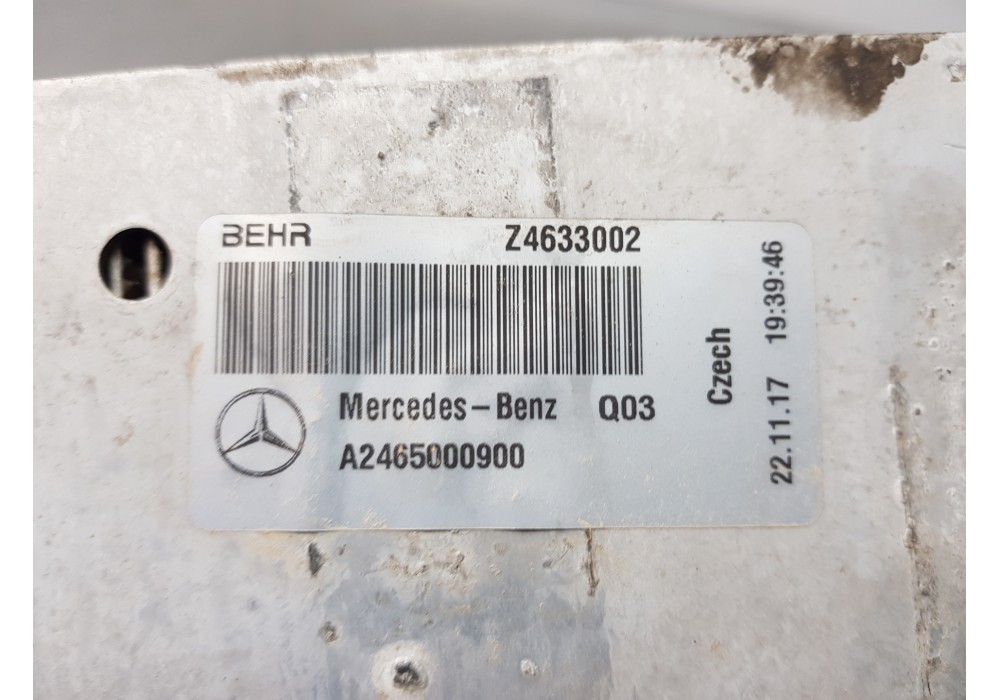 BEHR Z4633002
Mercedes-Benz Q03
A2465000900
Czech
22.11.17 19:39:46